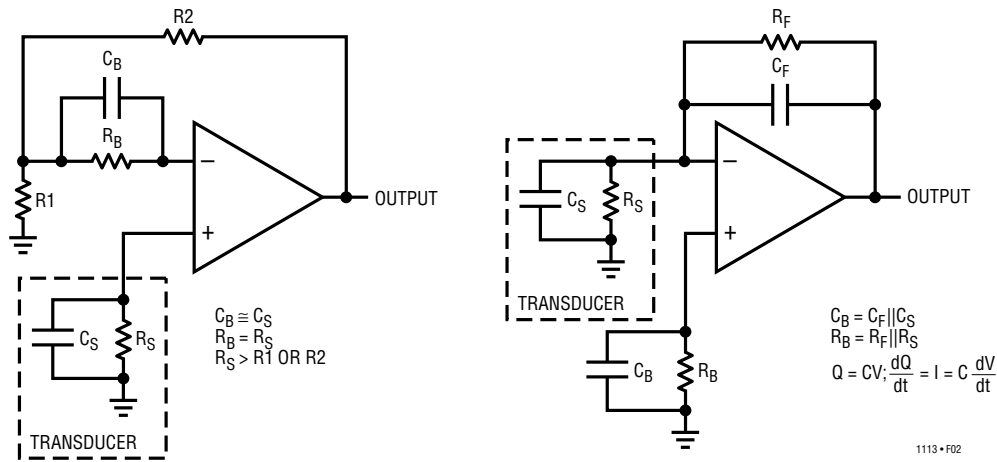 R2
C_B
R_B
R1
−
+
OUTPUT
C_S
R_S
TRANSDUCER
C_B ≅ C_S
R_B = R_S
R_S > R1 OR R2
R_F
C_F
−
+
OUTPUT
C_S
R_S
TRANSDUCER
C_B
R_B
C_B = C_F||C_S
R_B = R_F||R_S
Q = CV; dQ/dt = I = C dV/dt
1113 • F02